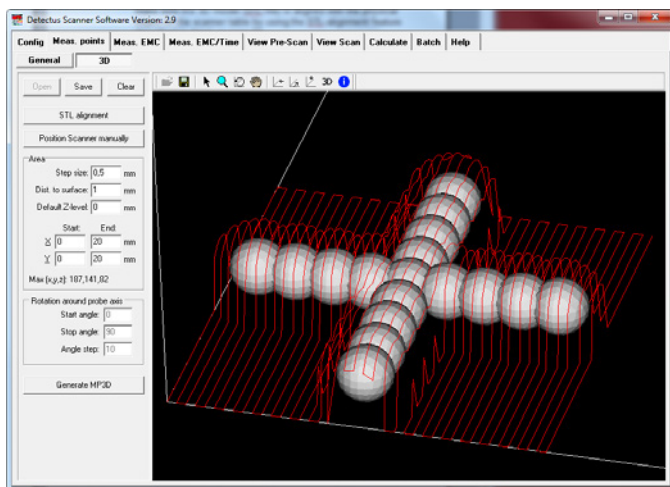 Detectus Scanner Software Version: 2.9
Config Meas. points Meas. EMC Meas. EMC/Time View Pre-Scan View Scan Calculate Batch Help
General 3D
Open Save Clear
3D
STL alignment
Position Scanner manually
Area
Step size: 0,5 mm
Dist. to surface: 1 mm
Default Z-level: 0 mm
Start: End:
X 0 20 mm
Y 0 20 mm
Max (x,y,z): 187,141,82
Rotation around probe axis
Start angle: 0
Stop angle: 90
Angle step: 10
Generate MP3D